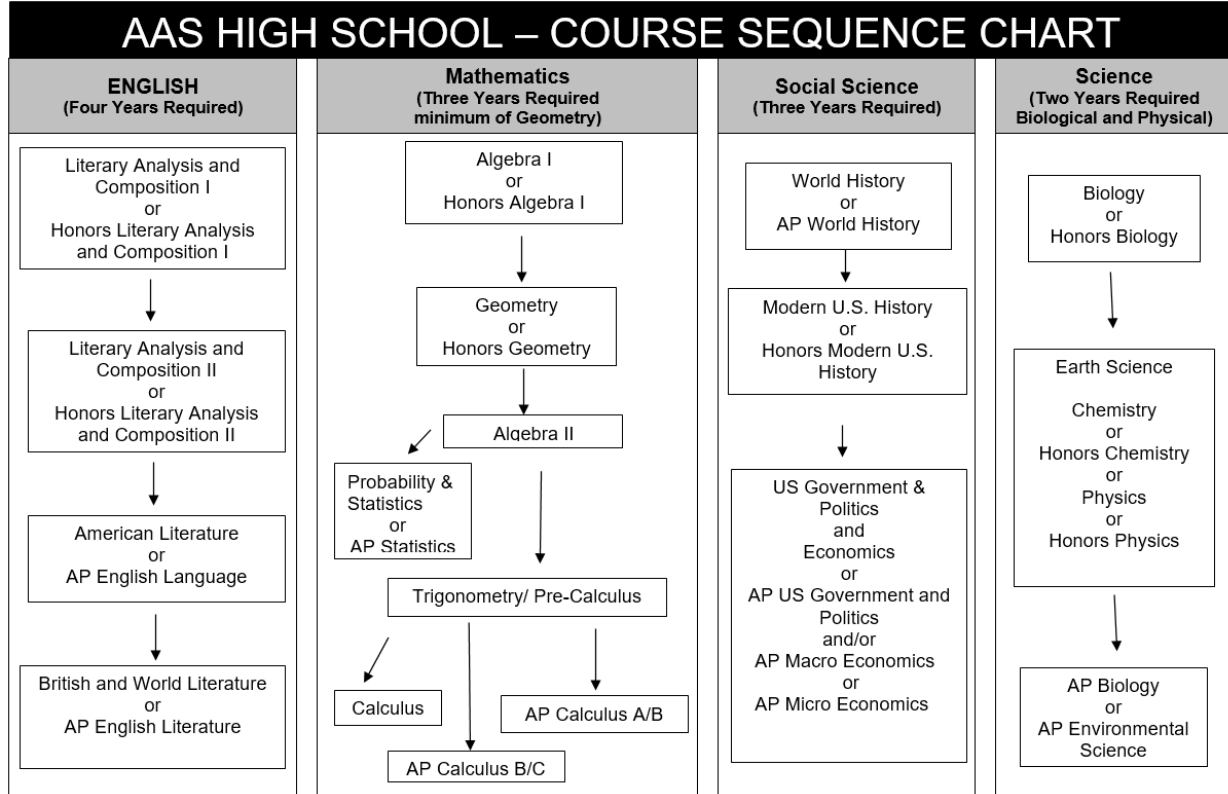 AAS HIGH SCHOOL – COURSE SEQUENCE CHART
ENGLISH
(Four Years Required)
Literary Analysis and
Composition I
or
Honors Literary Analysis
and Composition I
Literary Analysis and
Composition II
or
Honors Literary Analysis
and Composition II
American Literature
or
AP English Language
British and World Literature
or
AP English Literature
Mathematics
(Three Years Required
minimum of Geometry)
Algebra I
or
Honors Algebra I
Geometry
or
Honors Geometry
Algebra II
Probability &
Statistics
or
AP Statistics
Trigonometry/ Pre-Calculus
Calculus
AP Calculus A/B
AP Calculus B/C
Social Science
(Three Years Required)
World History
or
AP World History
Modern U.S. History
or
Honors Modern U.S.
History
US Government &
Politics
and
Economics
or
AP US Government and
Politics
and/or
AP Macro Economics
or
AP Micro Economics
Science
(Two Years Required
Biological and Physical)
Biology
or
Honors Biology
Earth Science
Chemistry
or
Honors Chemistry
or
Physics
or
Honors Physics
AP Biology
or
AP Environmental
Science